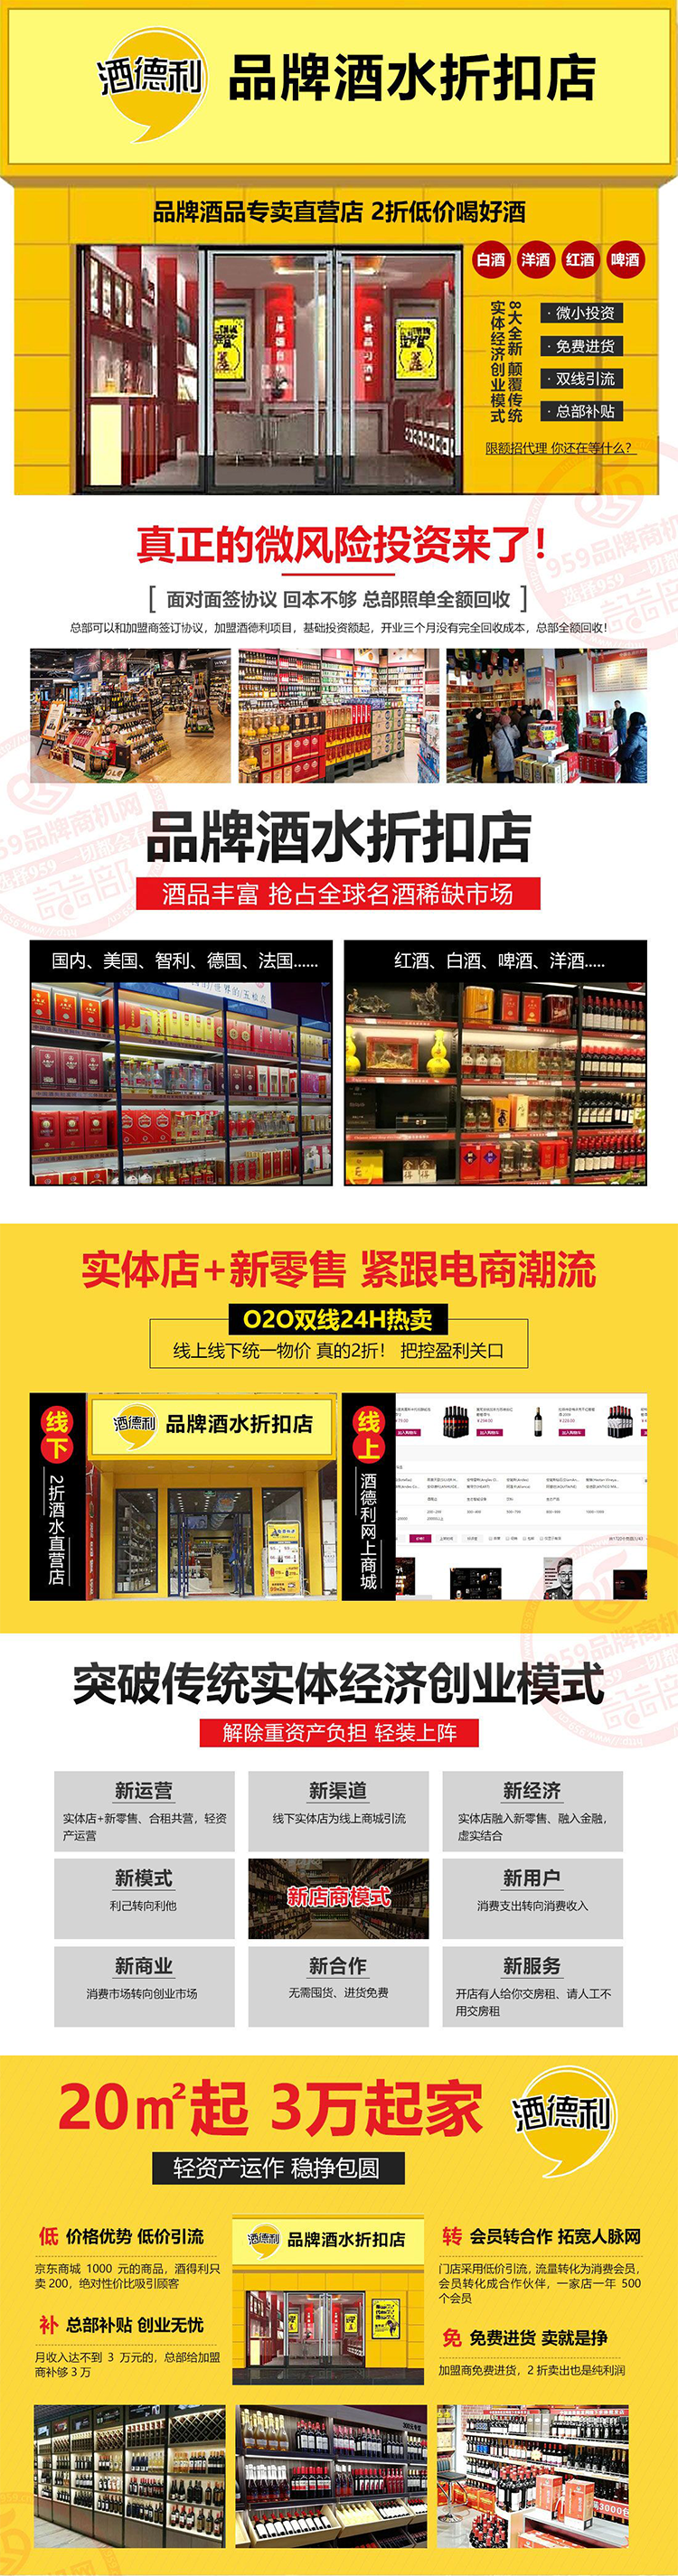 酒德利
品牌酒水折扣店
品牌酒品专卖直营店 2折低价喝好酒
白酒 洋酒 红酒 啤酒
8大全新 颠覆传统
实体经济创业模式
· 微小投资
· 免费进货
· 双线引流
· 总部补贴
限额招代理 你还在等什么?
真正的微风险投资来了!
[ 面对面签协议 回本不够 总部照单全额回收 ]
总部可以和加盟商签订协议，加盟酒德利项目，基础投资额起，开业三个月没有完全回收成本，总部全额回收!
品牌酒水折扣店
酒品丰富 抢占全球名酒稀缺市场
国内、美国、智利、德国、法国......
红酒、白酒、啤酒、洋酒.....
实体店+新零售 紧跟电商潮流
O2O双线24H热卖
线上线下统一物价 真的2折！ 把控盈利关口
线下
2折酒水直营店
酒德利
品牌酒水折扣店
线上
酒德利网上商城
突破传统实体经济创业模式
解除重资产负担 轻装上阵
新运营
实体店+新零售、合租共营，轻资
产运营
新渠道
线下实体店为线上商城引流
新经济
实体店融入新零售、融入金融，
虚实结合
新模式
利己转向利他
新店商模式
新用户
消费支出转向消费收入
新商业
消费市场转向创业市场
新合作
无需囤货、进货免费
新服务
开店有人给你交房租、请人工不
用交房租
20㎡起 3万起家
酒德利
轻资产运作 稳挣包圆
低 价格优势 低价引流
京东商城 1000 元的商品，酒得利只
卖 200，绝对性价比吸引顾客
补 总部补贴 创业无忧
月收入达不到 3 万元的，总部给加盟
商补够 3 万
酒德利
品牌酒水折扣店
转 会员转合作 拓宽人脉网
门店采用低价引流，流量转化为消费会员，
会员转化成合作伙伴，一家店一年 500
个会员
免 免费进货 卖就是挣
加盟商免费进货，2 折卖出也是纯利润
959品牌商机网